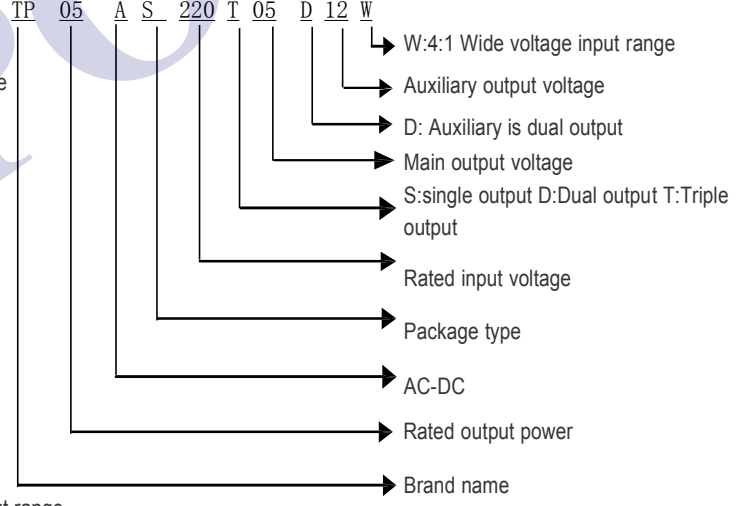 TP 05 A S 220 T 05 D 12 W
W:4:1 Wide voltage input range
Auxiliary output voltage
D: Auxiliary is dual output
Main output voltage
S:single output D:Dual output T:Triple
output
Rated input voltage
Package type
AC-DC
Rated output power
Brand name